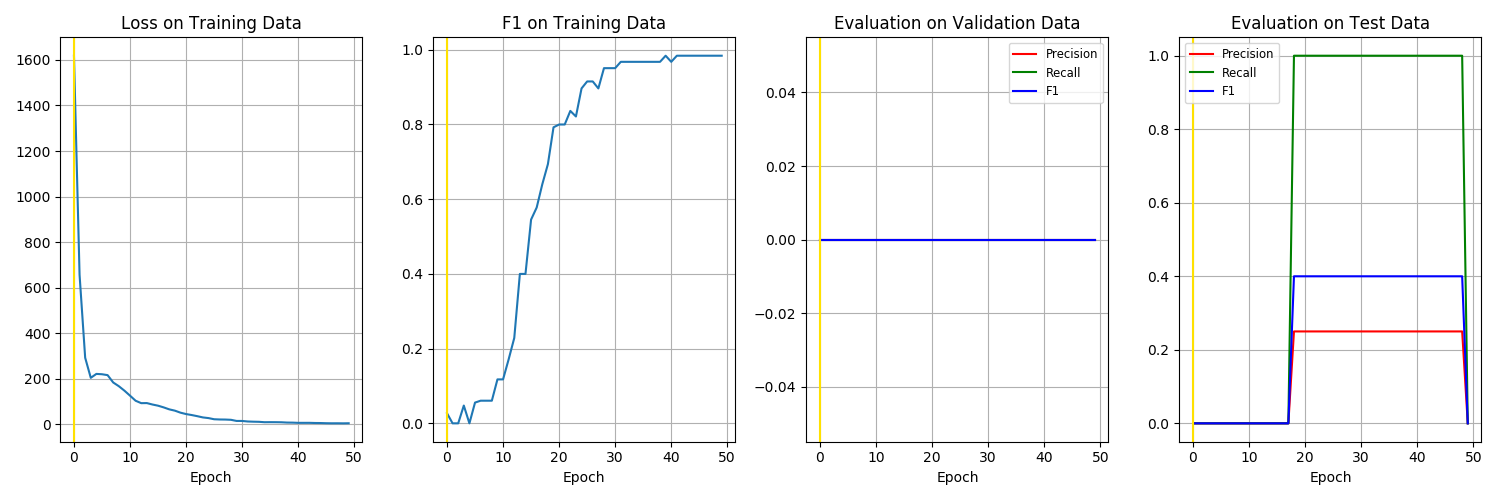 Loss on Training Data
1600
1400
1200
1000
800
600
400
200
0
0 10 20 30 40 50
Epoch
F1 on Training Data
1.0
0.8
0.6
0.4
0.2
0.0
0 10 20 30 40 50
Epoch
Evaluation on Validation Data
Precision
Recall
F1
0.04
0.02
0.00
−0.02
−0.04
0 10 20 30 40 50
Epoch
Evaluation on Test Data
Precision
Recall
F1
1.0
0.8
0.6
0.4
0.2
0.0
0 10 20 30 40 50
Epoch